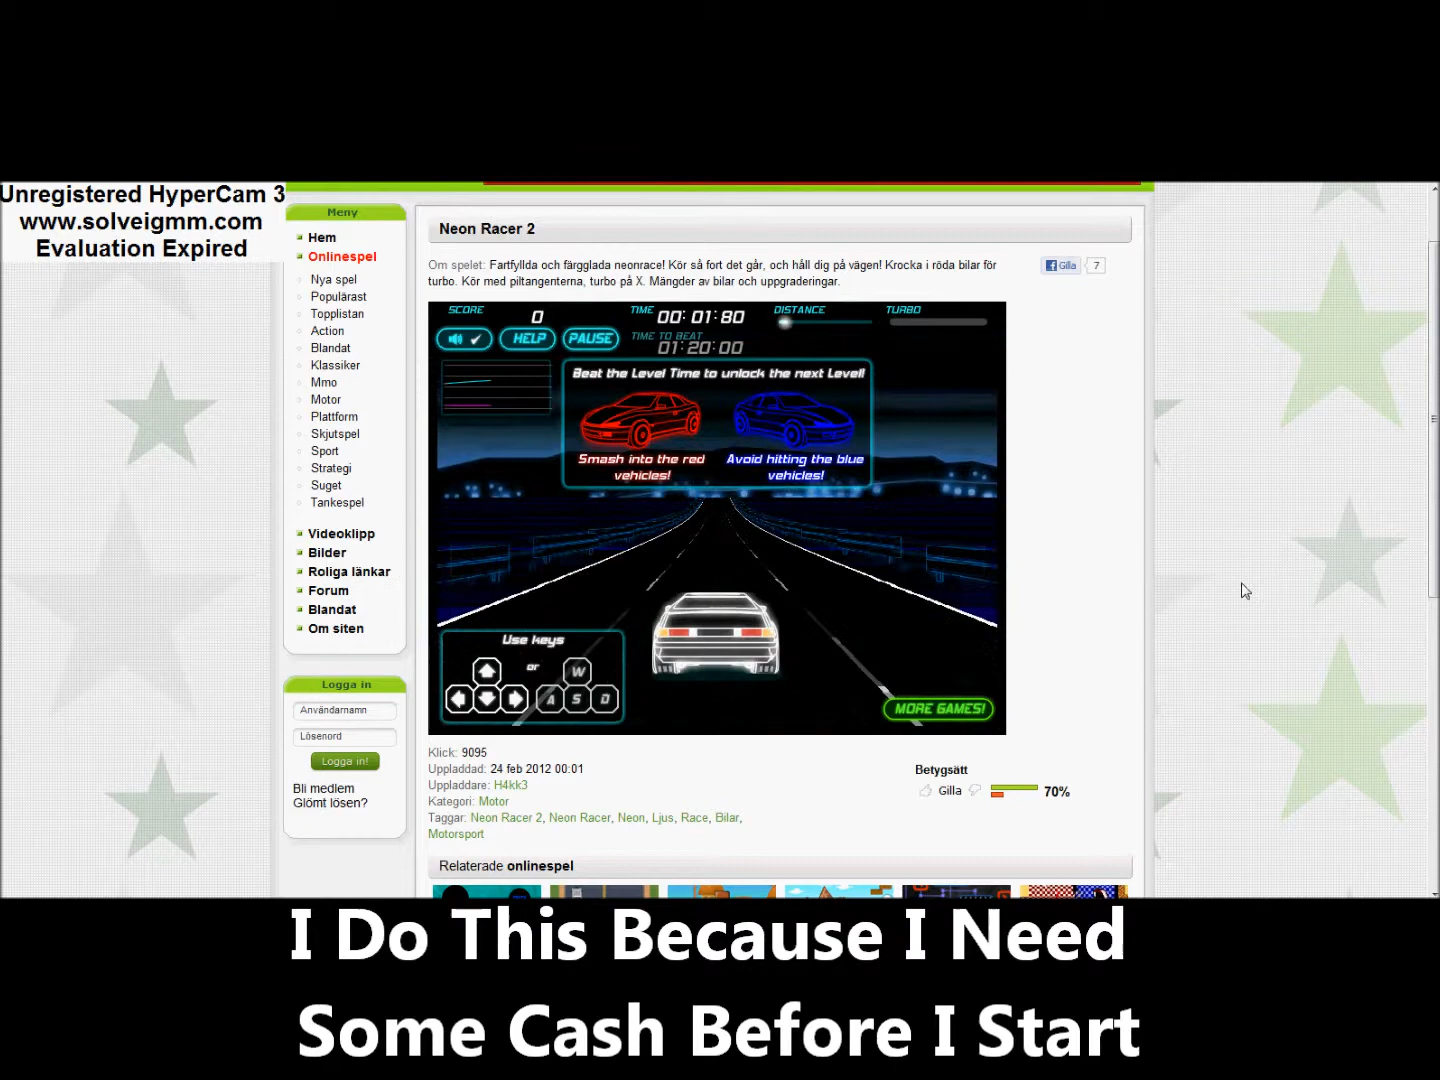 Unregistered HyperCam 3
www.solveigmm.com
Evaluation Expired
Meny
Hem
Onlinespel
Nya spel
Populärast
Topplistan
Action
Blandat
Klassiker
Mmo
Motor
Plattform
Skjutspel
Sport
Strategi
Suget
Tankespel
Videoklipp
Bilder
Roliga länkar
Forum
Blandat
Om siten
Logga in
Användarnamn
Lösenord
Logga in!
Bli medlem
Glömt lösen?
Neon Racer 2
Om spelet: Fartfyllda och färgglada neonrace! Kör så fort det går, och håll dig på vägen! Krocka i röda bilar för
turbo. Kör med piltangenterna, turbo på X. Mängder av bilar och uppgraderingar.
Gilla 7
SCORE 0 TIME 00:01:80 DISTANCE TURBO
HELP PAUSE TIME TO BEAT 01:20:00
Beat the Level Time to unlock the next Level!
Smash into the red vehicles!
Avoid hitting the blue vehicles!
Use keys
or W
A S D
MORE GAMES!
Klick: 9095
Uppladdad: 24 feb 2012 00:01
Uppladdare: H4kk3
Kategori: Motor
Taggar: Neon Racer 2, Neon Racer, Neon, Ljus, Race, Bilar,
Motorsport
Betygsätt
Gilla 70%
Relaterade onlinespel
I Do This Because I Need
Some Cash Before I Start